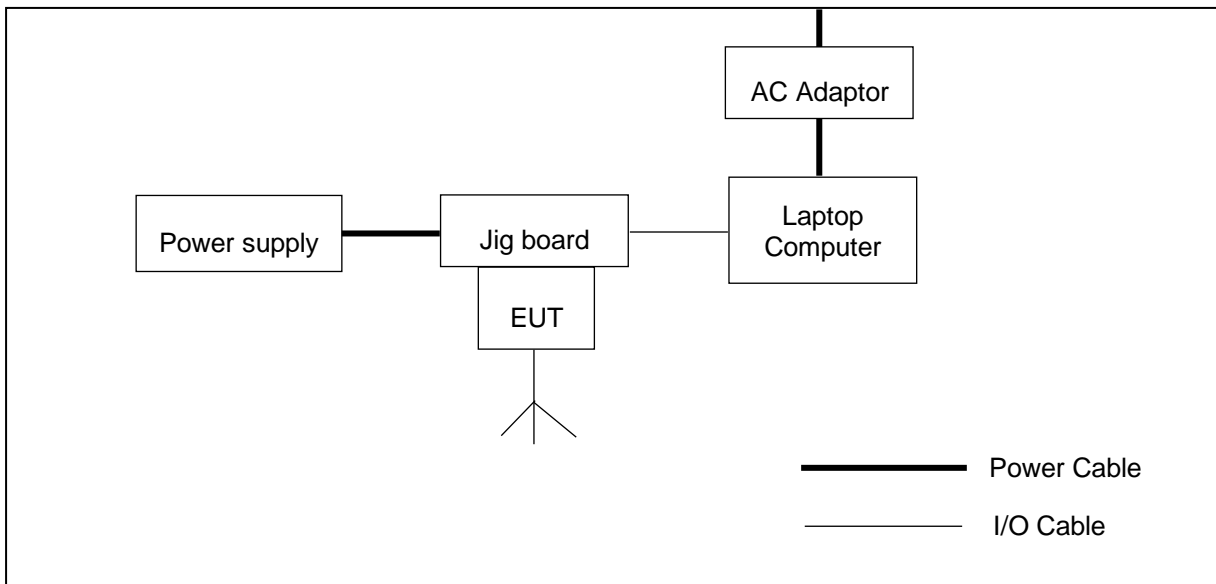 AC Adaptor
Power supply
Jig board
Laptop
Computer
EUT
Power Cable
I/O Cable